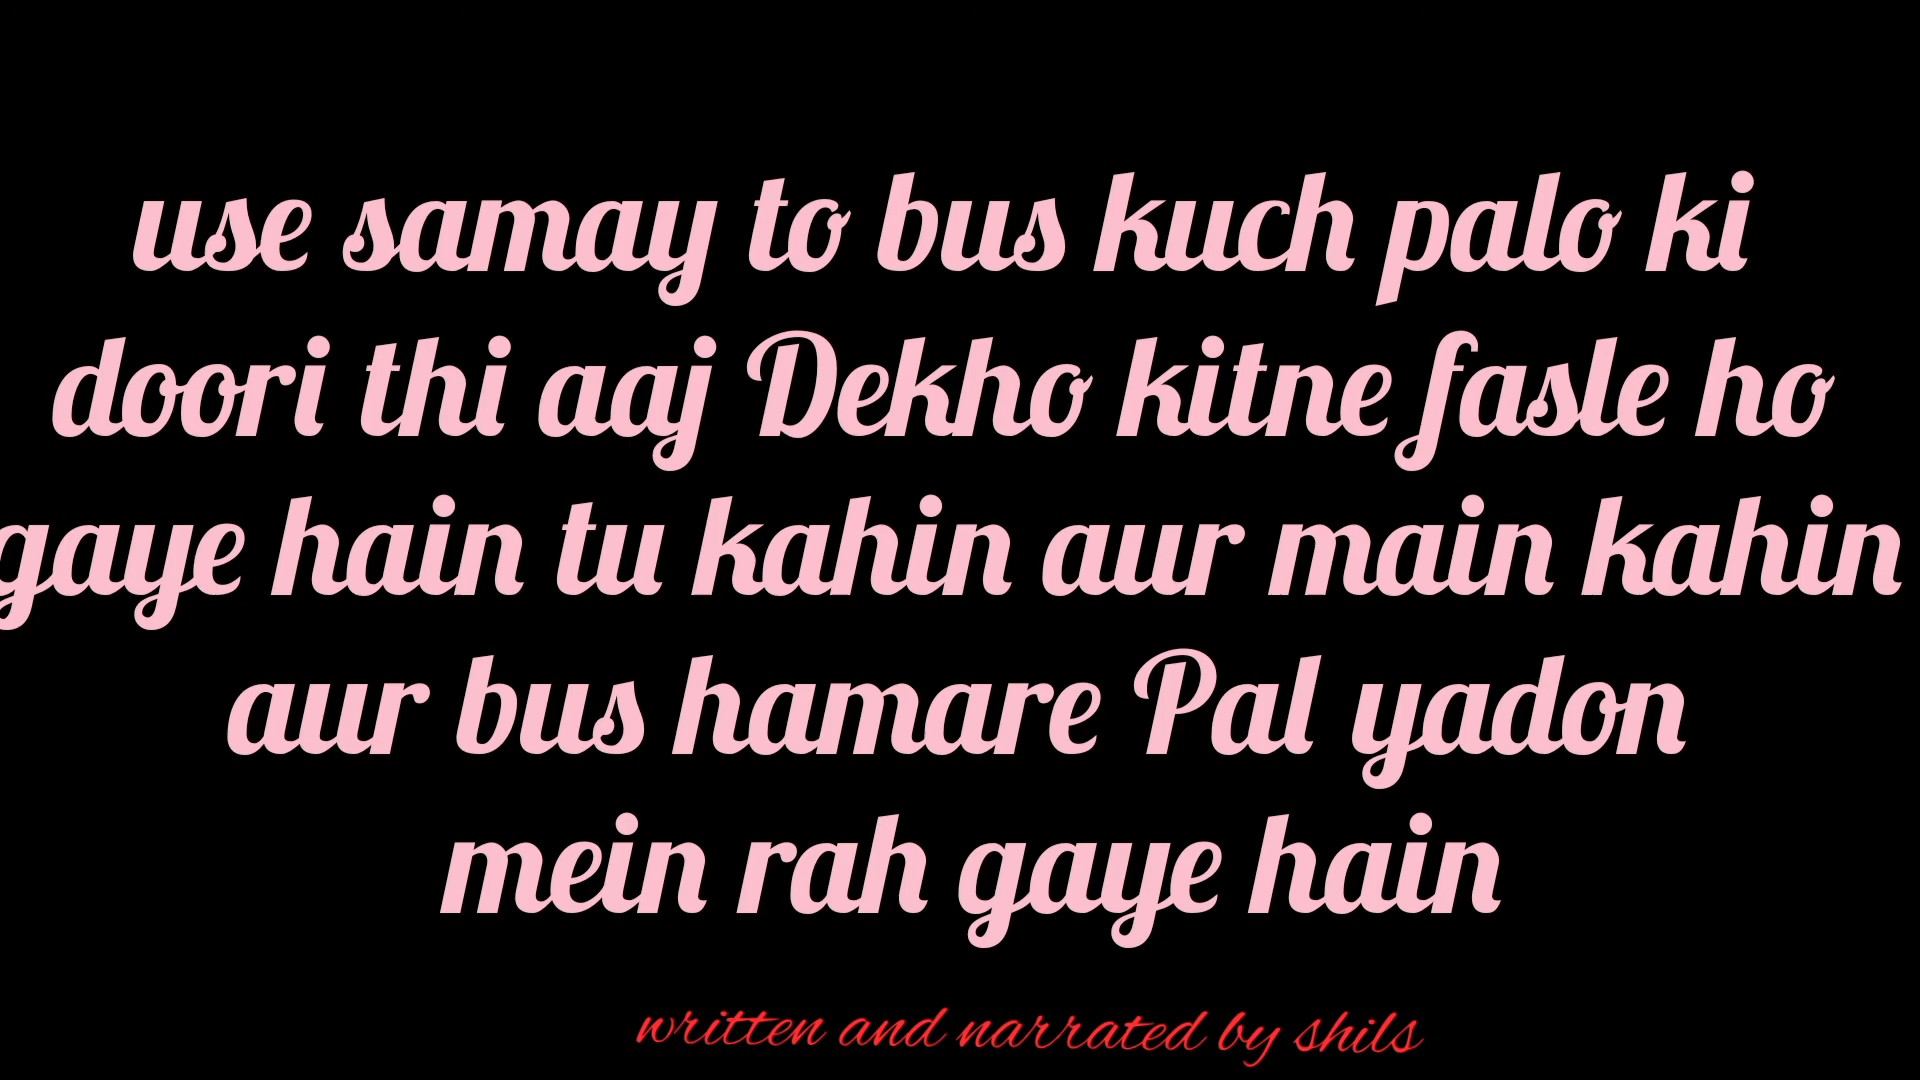 use samay to bus kuch palo ki
doori thi aaj Dekho kitne fasle ho
gaye hain tu kahin aur main kahin
aur bus hamare Pal yadon
mein rah gaye hain
written and narrated by shils